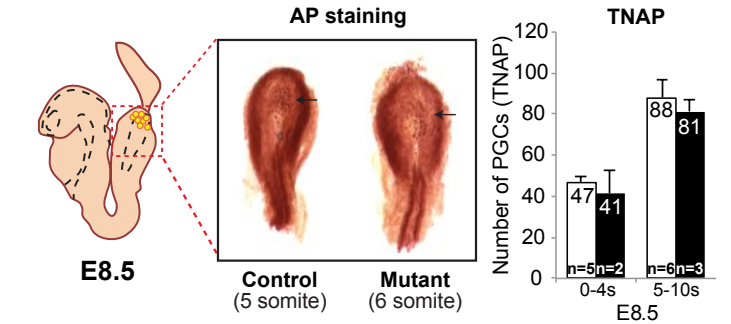 AP staining
E8.5
Control
(5 somite)
Mutant
(6 somite)
TNAP
Number of PGCs (TNAP)
120
100
80
60
40
20
0
47
41
88
81
n=5 n=2
n=6 n=3
0-4s
5-10s
E8.5